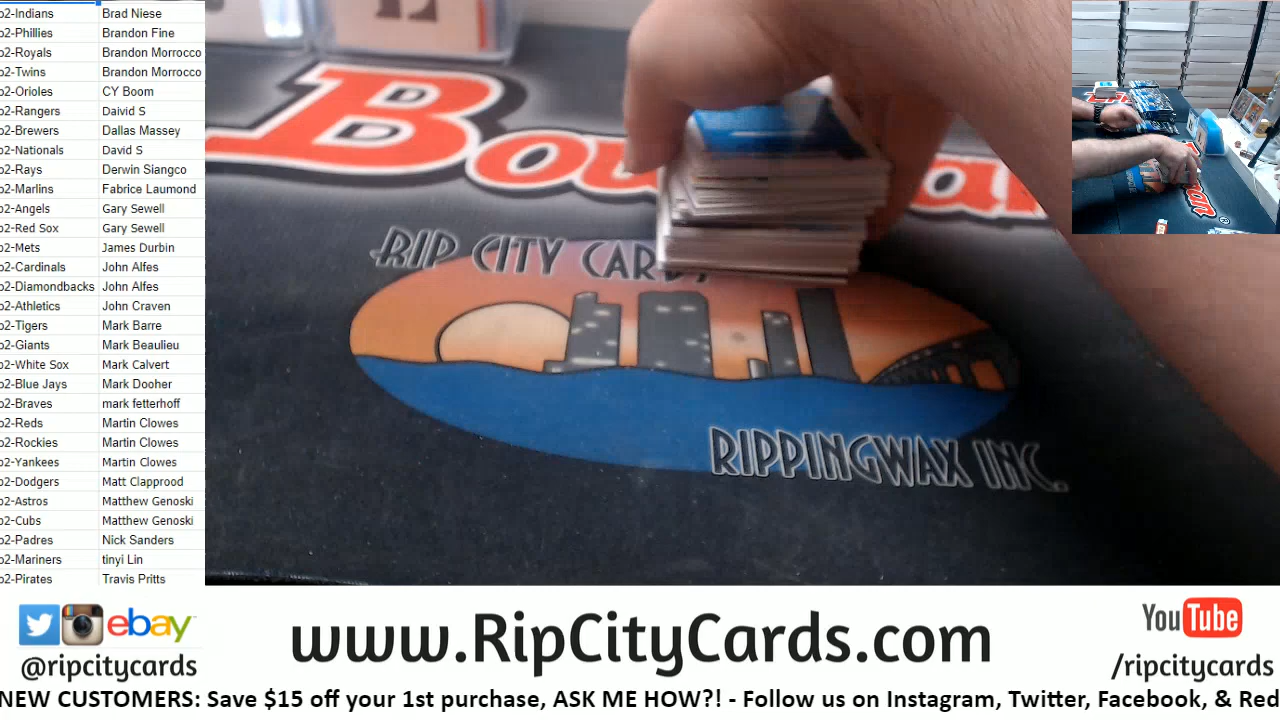 o2-Indians Brad Niese
o2-Phillies Brandon Fine
o2-Royals Brandon Morrocco
o2-Twins Brandon Morrocco
o2-Orioles CY Boom
o2-Rangers Daivid S
o2-Brewers Dallas Massey
o2-Nationals David S
o2-Rays Derwin Siangco
o2-Marlins Fabrice Laumond
o2-Angels Gary Sewell
o2-Red Sox Gary Sewell
o2-Mets James Durbin
o2-Cardinals John Alfes
o2-Diamondbacks John Alfes
o2-Athletics John Craven
o2-Tigers Mark Barre
o2-Giants Mark Beaulieu
o2-White Sox Mark Calvert
o2-Blue Jays Mark Dooher
o2-Braves mark fetterhoff
o2-Reds Martin Clowes
o2-Rockies Martin Clowes
o2-Yankees Martin Clowes
o2-Dodgers Matt Clapprood
o2-Astros Matthew Genoski
o2-Cubs Matthew Genoski
o2-Padres Nick Sanders
o2-Mariners tinyi Lin
o2-Pirates Travis Pritts
RIP CITY CARDS
RIPPINGWAX INC.
ebay
@ripcitycards
www.RipCityCards.com
YouTube
/ripcitycards
NEW CUSTOMERS: Save $15 off your 1st purchase, ASK ME HOW?! - Follow us on Instagram, Twitter, Facebook, & Red